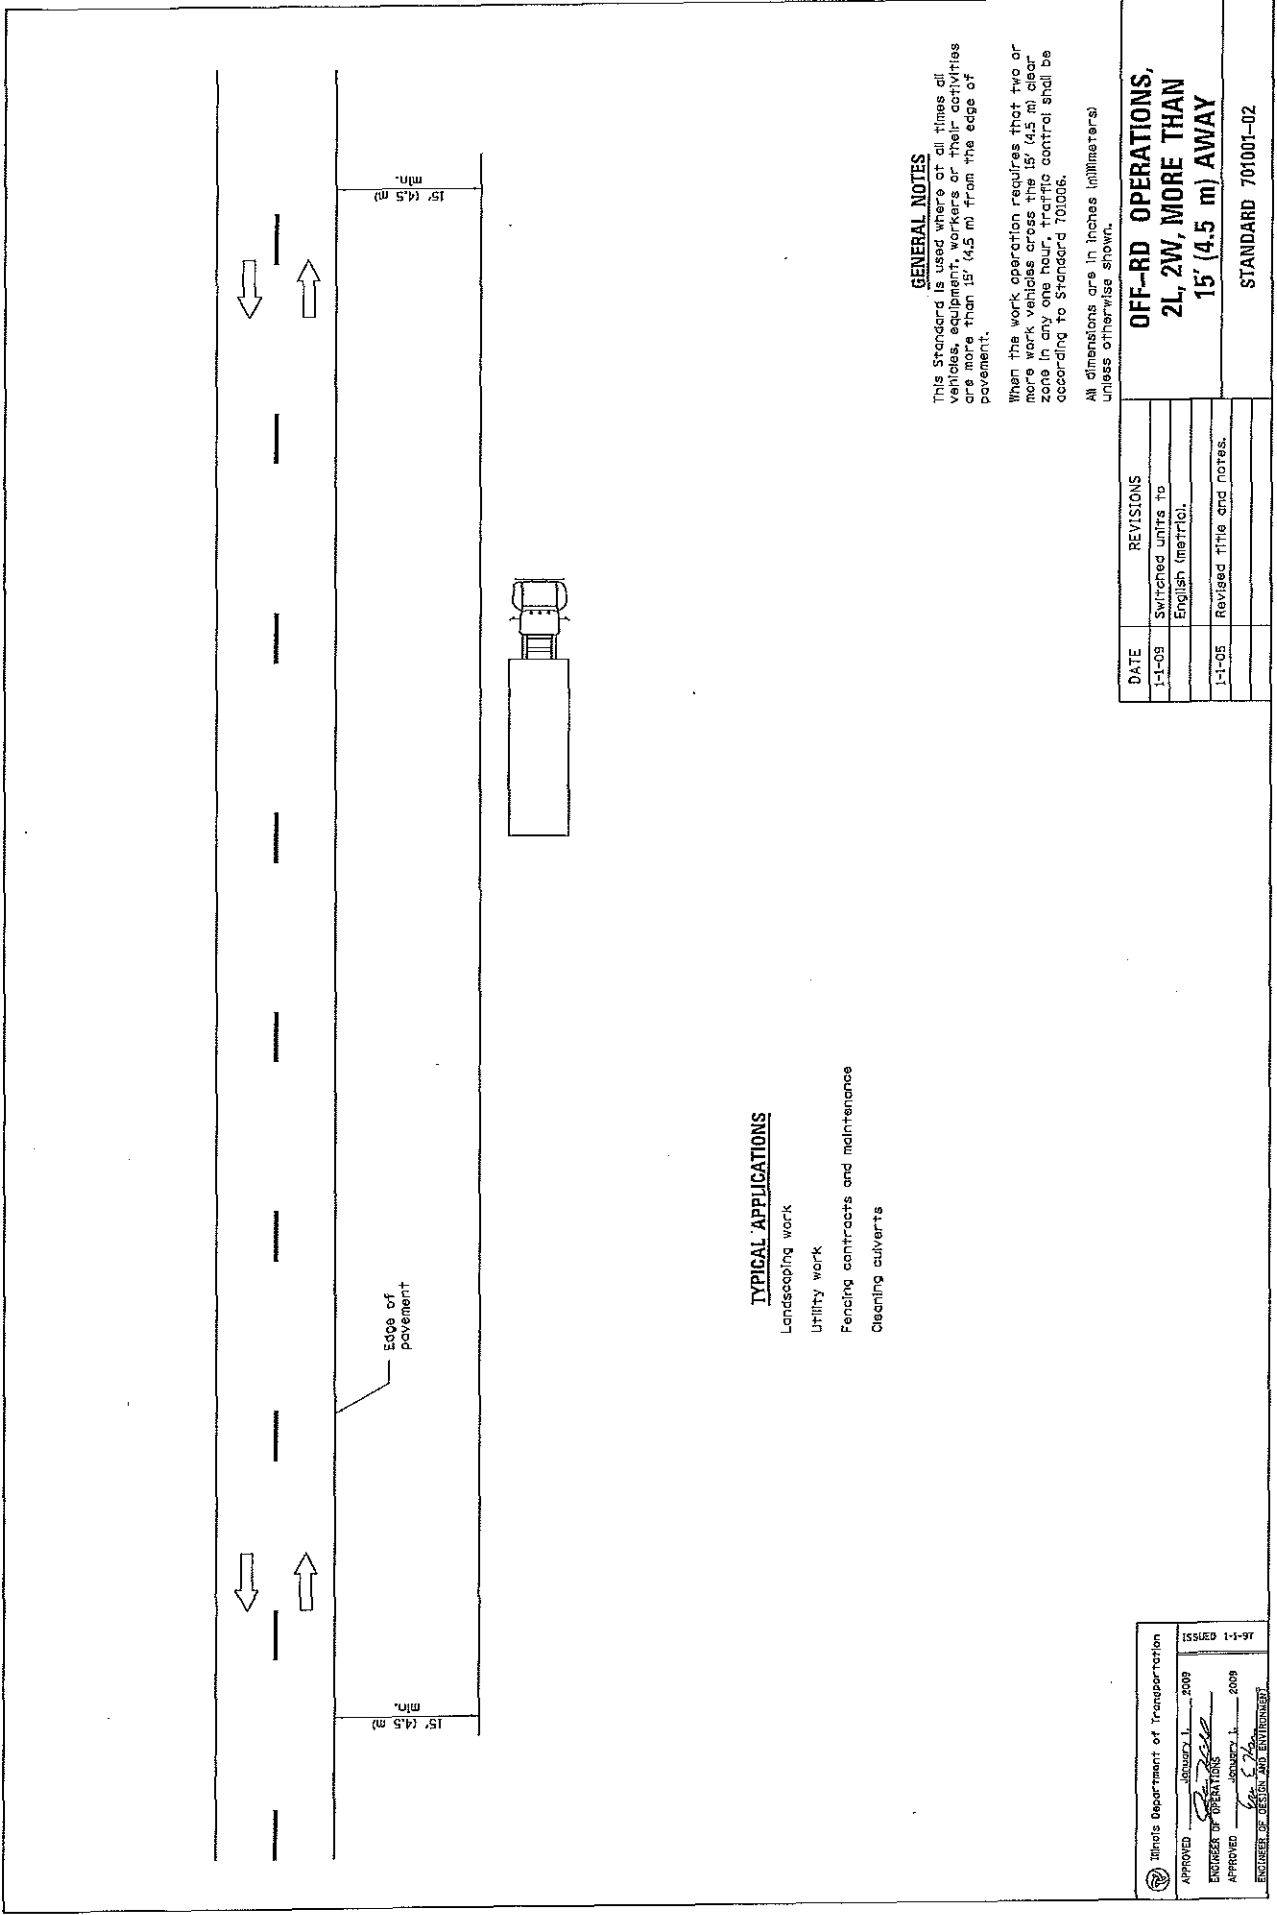 15' (4.5 m)
min.
Edge of
pavement
15' (4.5 m)
min.
TYPICAL APPLICATIONS
Landscaping work
Utility work
Fencing contracts and maintenance
Cleaning culverts
GENERAL NOTES
This Standard is used where at all times all
vehicles, equipment, workers or their activities
are more than 15' (4.5 m) from the edge of
pavement.
When the work operation requires that two or
more work vehicles cross the 15' (4.5 m) clear
zone in any one hour, traffic control shall be
according to Standard 701006.
All dimensions are in inches (millimeters)
unless otherwise shown.
Illinois Department of Transportation
APPROVED January 1, 2009
ENGINEER OF OPERATIONS
APPROVED January 1, 2009
ENGINEER OF DESIGN AND ENVIRONMENT
ISSUED 1-1-97
DATE REVISIONS
1-1-09 Switched units to
English (metric).
1-1-05 Revised title and notes.
OFF-RD OPERATIONS,
2L, 2W, MORE THAN
15' (4.5 m) AWAY
STANDARD 701001-02